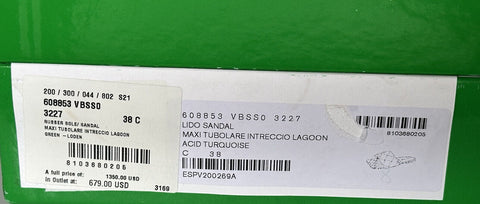 200 / 300 / 044 / 802 S21
608853 VBSS0
3227 38 C
RUBBER SOLE/ SANDAL
MAXI TUBOLARE INTRECCIO LAGOON
GREEN - LODEN
8103680205
A full price of: 1350.00 USD
In Outlet at: 679.00 USD
3169
608853 VBSS0 3227
LIDO SANDAL
MAXI TUBOLARE INTRECCIO LAGOON
ACID TURQUOISE
C 38
ESPV200269A
8103680205